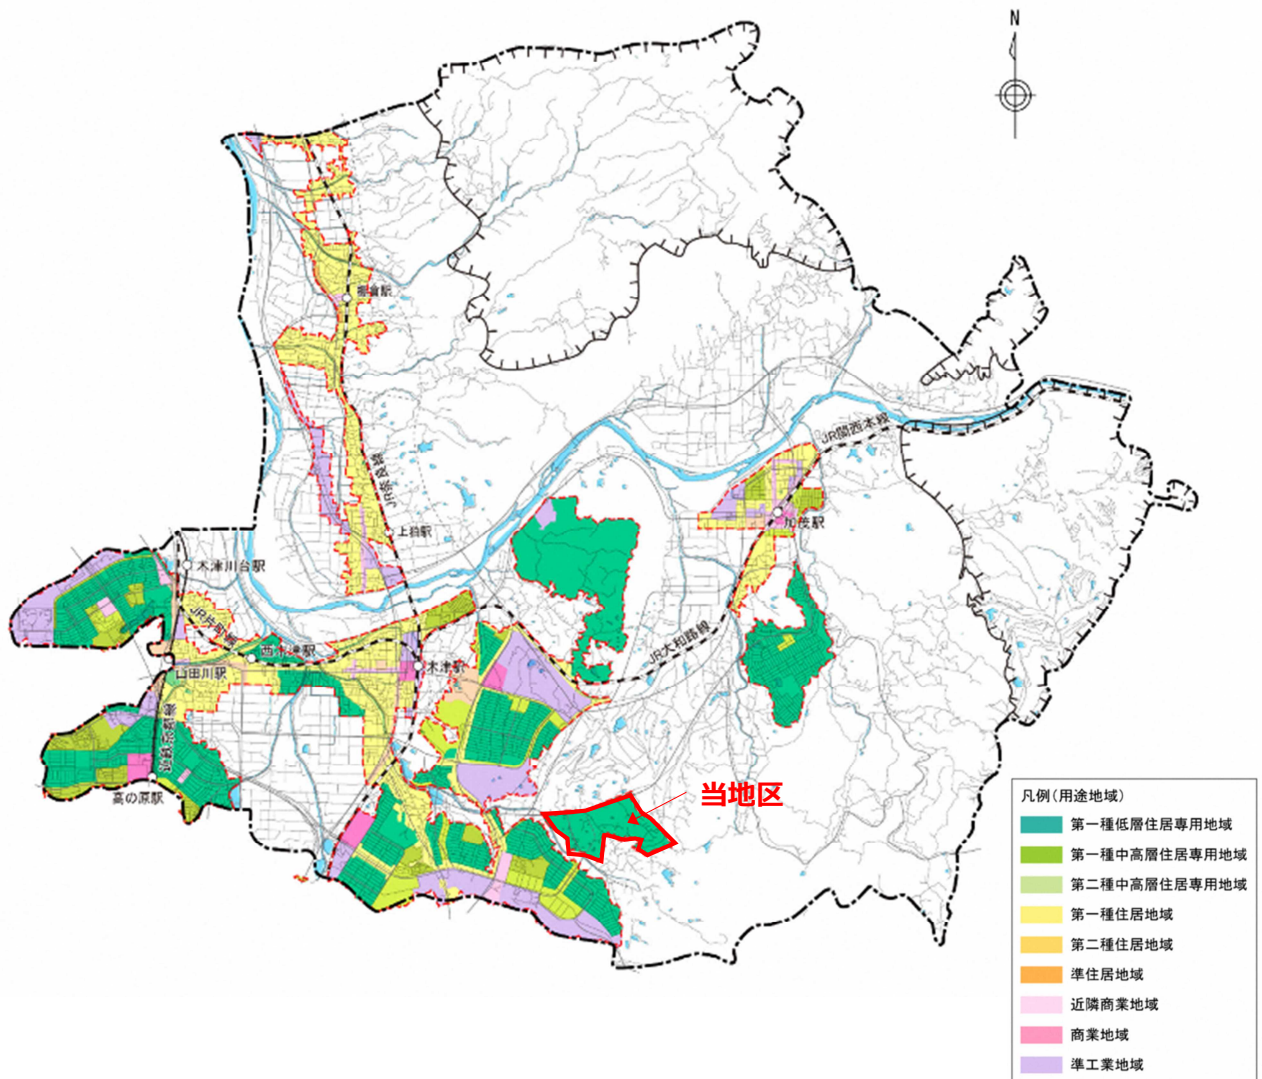 N
棚倉駅
JR関西本線
JR奈良線
上狛駅
加茂駅
木津川台駅
JR片町線
西木津駅
JR大和路線
木津駅
山田川駅
近鉄京都線
高の原駅
当地区
凡例（用途地域）
第一種低層住居専用地域
第一種中高層住居専用地域
第二種中高層住居専用地域
第一種住居地域
第二種住居地域
準住居地域
近隣商業地域
商業地域
準工業地域